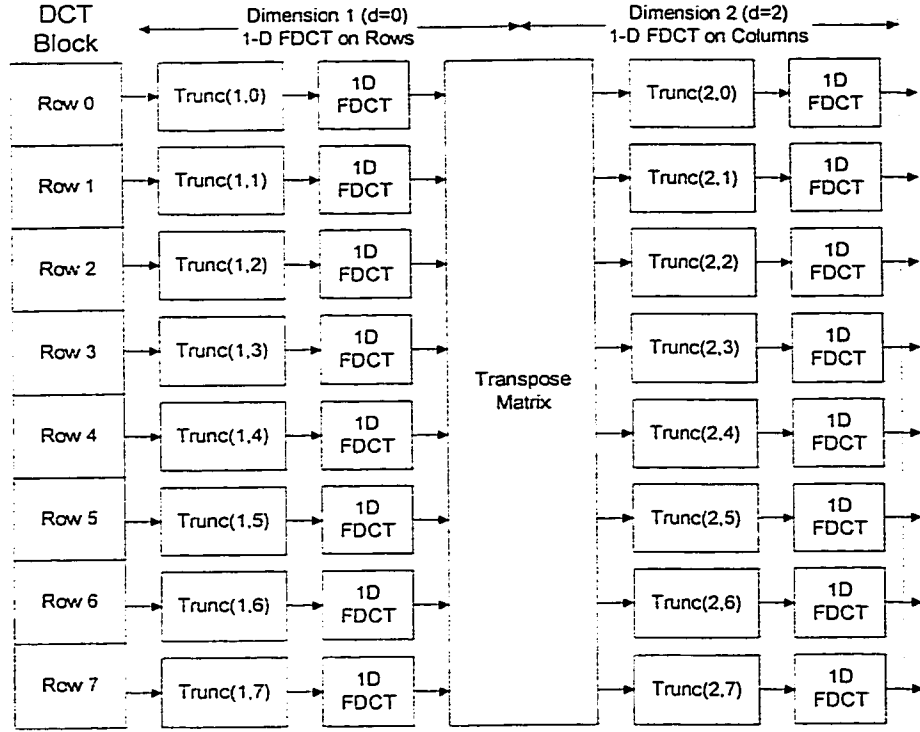 DCT
Block
Dimension 1 (d=0)
1-D FDCT on Rows
Dimension 2 (d=2)
1-D FDCT on Columns
Row 0
Trunc(1,0)
1D
FDCT
Trunc(2,0)
1D
FDCT
Row 1
Trunc(1,1)
1D
FDCT
Trunc(2,1)
1D
FDCT
Row 2
Trunc(1,2)
1D
FDCT
Trunc(2,2)
1D
FDCT
Row 3
Trunc(1,3)
1D
FDCT
Transpose
Matrix
Trunc(2,3)
1D
FDCT
Row 4
Trunc(1,4)
1D
FDCT
Trunc(2,4)
1D
FDCT
Row 5
Trunc(1,5)
1D
FDCT
Trunc(2,5)
1D
FDCT
Row 6
Trunc(1,6)
1D
FDCT
Trunc(2,6)
1D
FDCT
Row 7
Trunc(1,7)
1D
FDCT
Trunc(2,7)
1D
FDCT